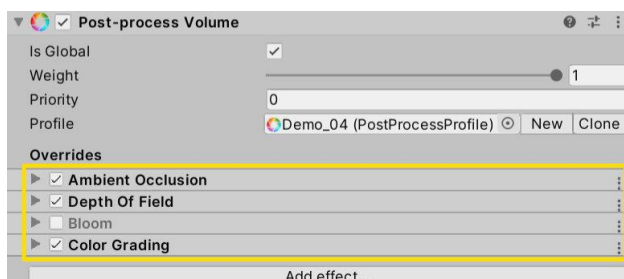 Post-process Volume
Is Global
Weight 1
Priority 0
Profile Demo_04 (PostProcessProfile) New Clone
Overrides
Ambient Occlusion
Depth Of Field
Bloom
Color Grading
Add effect